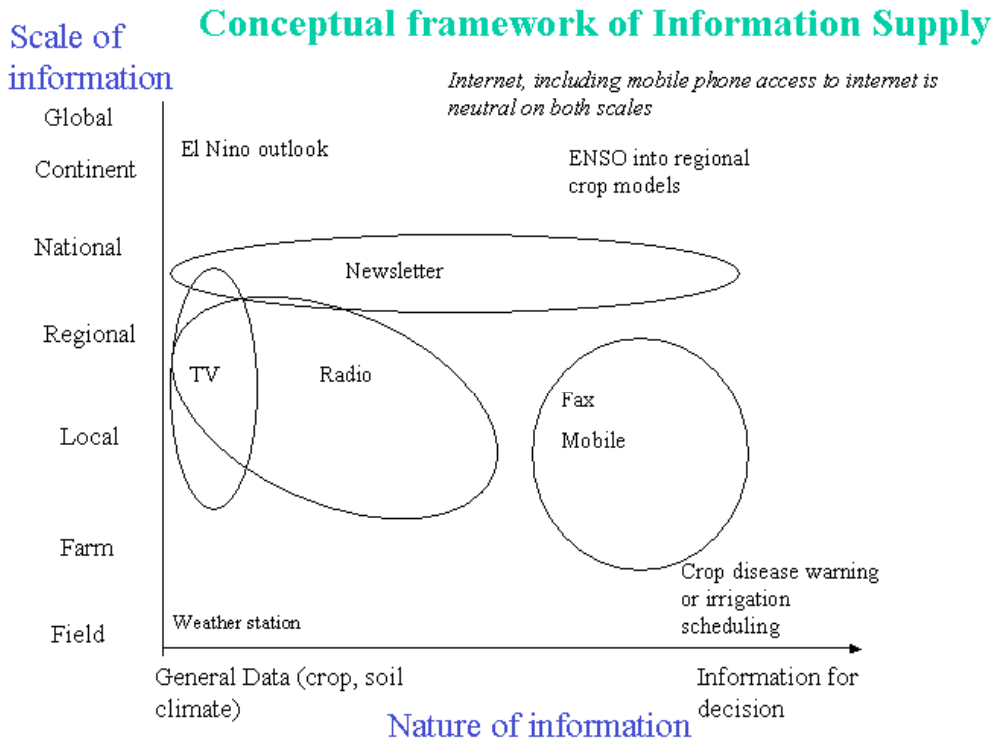 Conceptual framework of Information Supply
Scale of
information
Internet, including mobile phone access to internet is
neutral on both scales
Global
El Nino outlook
ENSO into regional
crop models
Continent
National
Newsletter
Regional
TV
Radio
Fax
Mobile
Local
Farm
Crop disease warning
or irrigation
scheduling
Weather station
Field
General Data (crop, soil
climate)
Information for
decision
Nature of information